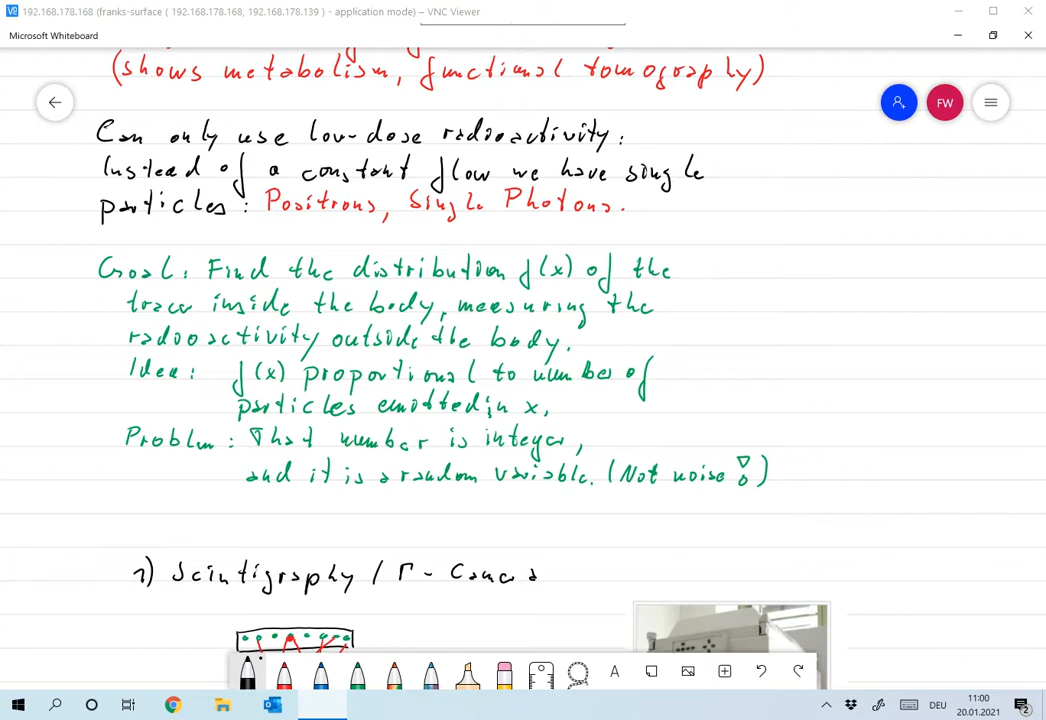 192.168.178.168 (franks-surface ( 192.168.178.168, 192.168.178.139 ) - application mode) – VNC Viewer
Microsoft Whiteboard
(shows metabolism, functional tomography)
FW
Can only use low-dose radioactivity:
Instead of a constant flow we have single
particles: Positrons, Single Photons.
Goal: Find the distribution f(x) of the
tracer inside the body, measuring the
radioactivity outside the body.
Idea: f(x) proportional to number of
particles emitted in x,
Problem: That number is integer,
and it is a random variable. (Not noise !)
1) Scintigraphy / Γ - Camera
A
DEU
11:00
20.01.2021
2